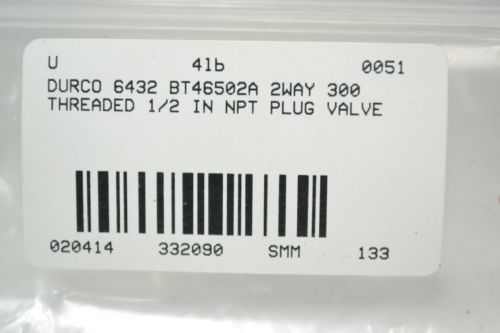 U 4lb 0051
DURCO 6432 BT46502A 2WAY 300
THREADED 1/2 IN NPT PLUG VALVE
020414 332090 SMM 133